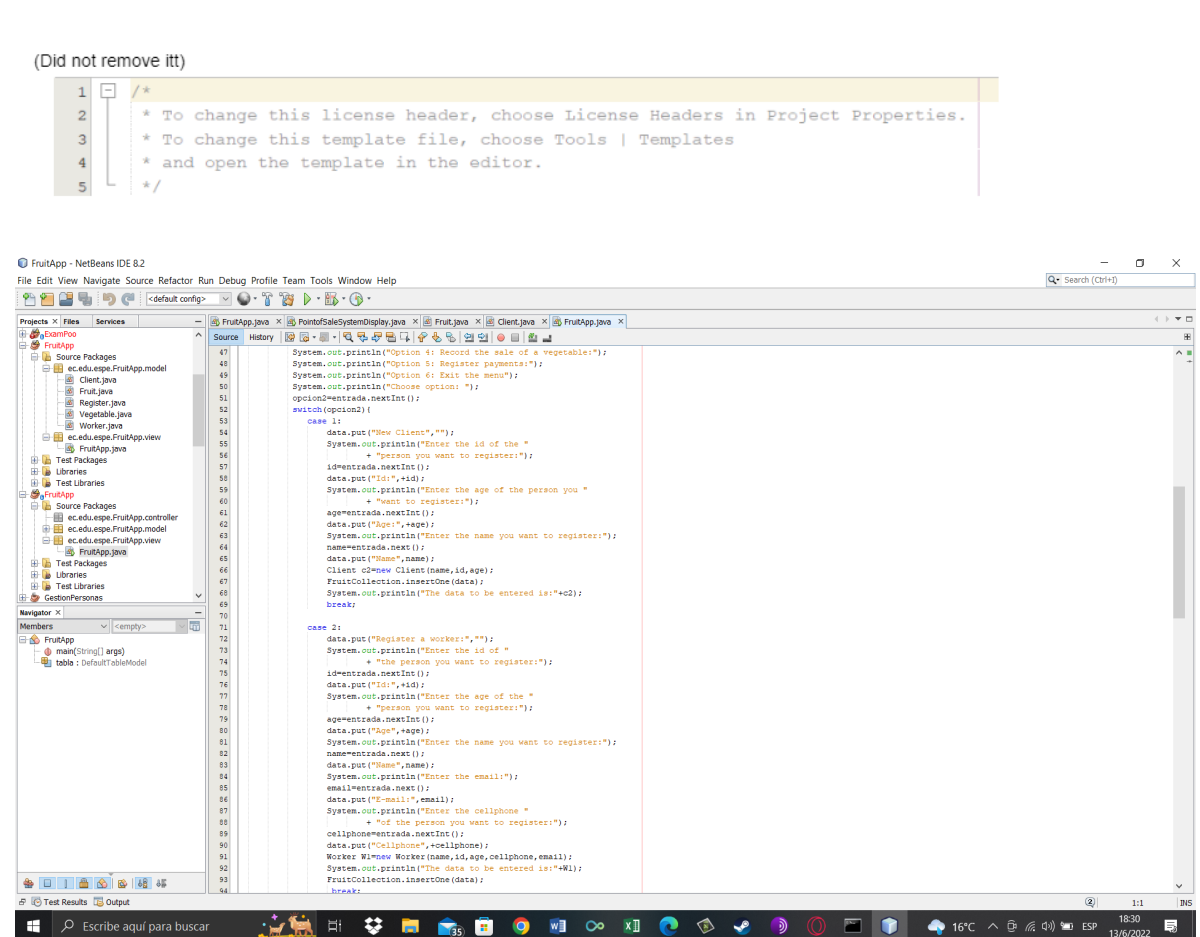 (Did not remove itt)
1 /*
2 * To change this license header, choose License Headers in Project Properties.
3 * To change this template file, choose Tools | Templates
4 * and open the template in the editor.
5 */
FruitApp - NetBeans IDE 8.2
File Edit View Navigate Source Refactor Run Debug Profile Team Tools Window Help
Search (Ctrl+I)
<default config>
Projects Files Services
ExamPoo
FruitApp
Source Packages
ec.edu.espe.FruitApp.model
Client.java
Fruit.java
Register.java
Vegetable.java
Worker.java
ec.edu.espe.FruitApp.view
FruitApp.java
Test Packages
Libraries
Test Libraries
FruitApp
Source Packages
ec.edu.espe.FruitApp.controller
ec.edu.espe.FruitApp.model
ec.edu.espe.FruitApp.view
FruitApp.java
Test Packages
Libraries
Test Libraries
GestionPersonas
Navigator
Members <empty>
FruitApp
main(String[] args)
tabla : DefaultTableModel
FruitApp.java PointofSaleSystemDisplay.java Fruit.java Client.java FruitApp.java
Source History
47 System.out.println("Option 4: Record the sale of a vegetable:");
48 System.out.println("Option 5: Register payments:");
49 System.out.println("Option 6: Exit the menu");
50 System.out.println("Choose option: ");
51 opcion2=entrada.nextInt();
52 switch(opcion2){
53 case 1:
54 data.put("New Client","");
55 System.out.println("Enter the id of the "
56 + "person you want to register:");
57 id=entrada.nextInt();
58 data.put("Id:",+id);
59 System.out.println("Enter the age of the person you "
60 + "want to register:");
61 age=entrada.nextInt();
62 data.put("Age:",+age);
63 System.out.println("Enter the name you want to register:");
64 name=entrada.next();
65 data.put("Name",name);
66 Client c2=new Client(name,id,age);
67 FruitCollection.insertOne(data);
68 System.out.println("The data to be entered is:"+c2);
69 break;
70
71 case 2:
72 data.put("Register a worker:","");
73 System.out.println("Enter the id of "
74 + "the person you want to register:");
75 id=entrada.nextInt();
76 data.put("Id:",+id);
77 System.out.println("Enter the age of the "
78 + "person you want to register:");
79 age=entrada.nextInt();
80 data.put("Age",+age);
81 System.out.println("Enter the name you want to register:");
82 name=entrada.next();
83 data.put("Name",name);
84 System.out.println("Enter the email:");
85 email=entrada.next();
86 data.put("E-mail:",email);
87 System.out.println("Enter the cellphone "
88 + "of the person you want to register:");
89 cellphone=entrada.nextInt();
90 data.put("Cellphone",+cellphone);
91 Worker W1=new Worker(name,id,age,cellphone,email);
92 System.out.println("The data to be entered is:"+W1);
93 FruitCollection.insertOne(data);
94 break;
Test Results Output
2 1:1 INS
Escribe aquí para buscar
35
16°C ESP
18:30
13/6/2022